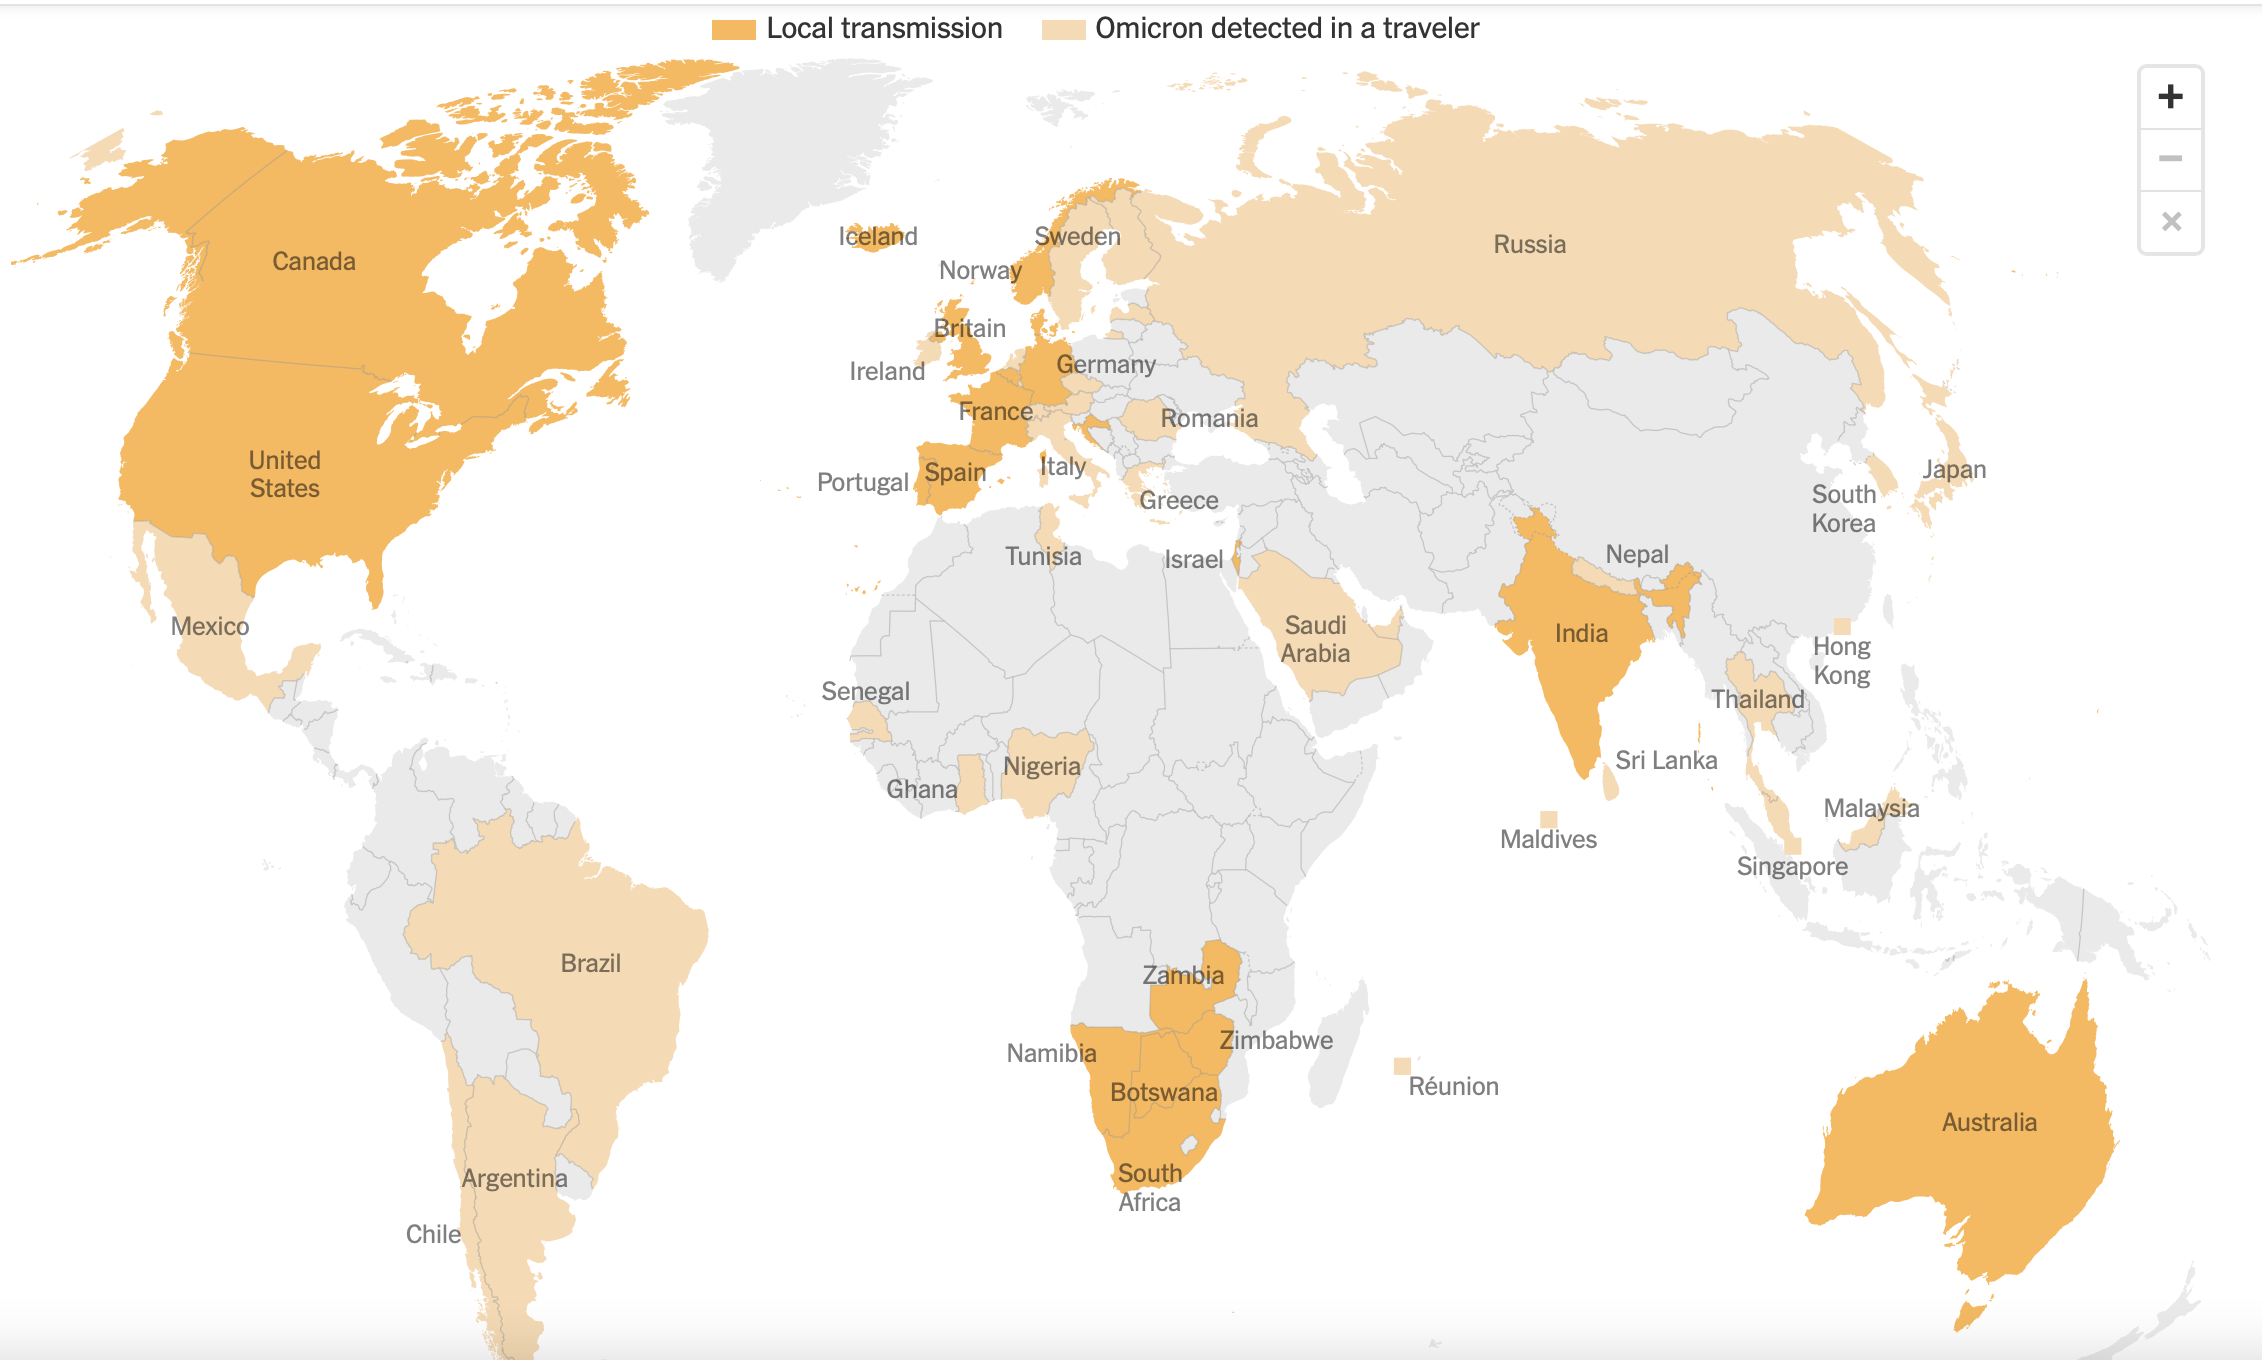 Local transmission
Omicron detected in a traveler
+
−
×
Canada
Iceland
Sweden
Norway
Russia
Britain
Ireland
Germany
France
Romania
United
States
Portugal
Spain
Italy
Greece
Japan
South
Korea
Tunisia
Israel
Nepal
Mexico
Saudi
Arabia
India
Hong
Kong
Senegal
Thailand
Ghana
Nigeria
Sri Lanka
Maldives
Malaysia
Singapore
Brazil
Zambia
Namibia
Zimbabwe
Botswana
Réunion
Australia
Argentina
South
Africa
Chile